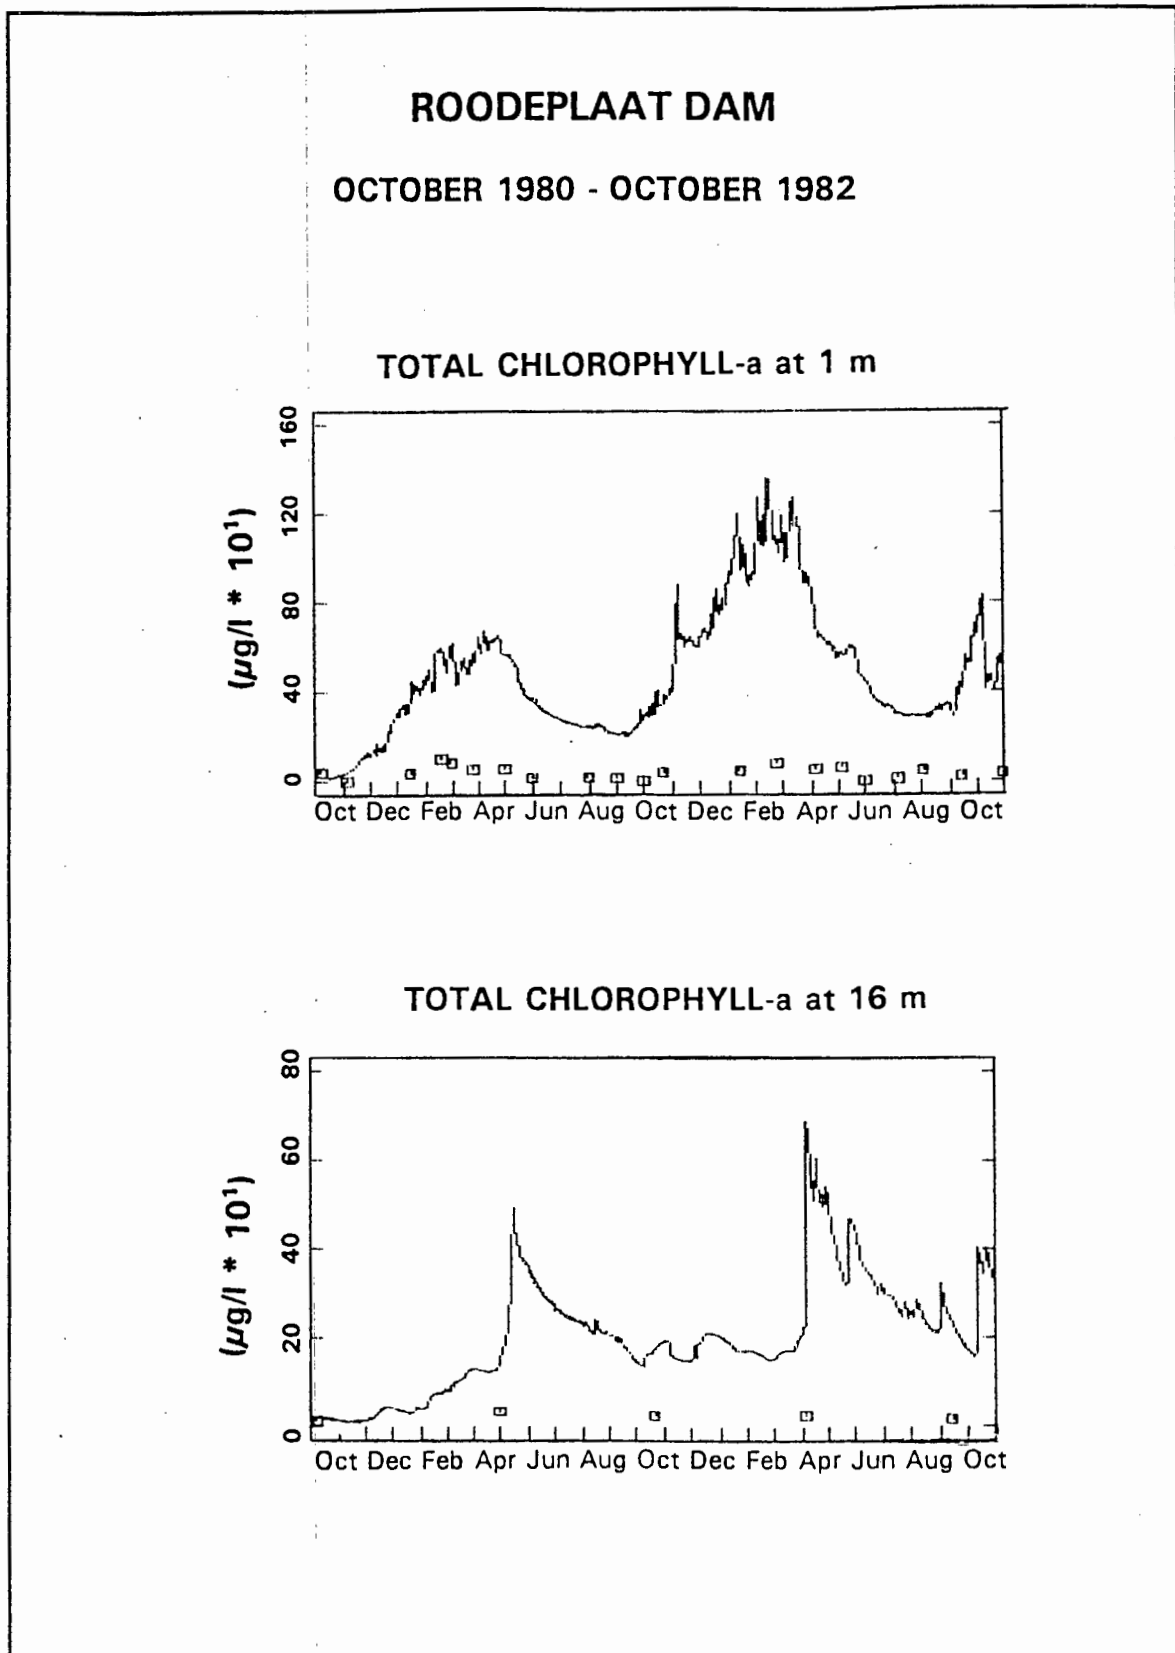 ROODEPLAAT DAM
OCTOBER 1980 - OCTOBER 1982
TOTAL CHLOROPHYLL-a at 1 m
(µg/l * 10¹)
160
120
80
40
0
Oct Dec Feb Apr Jun Aug Oct Dec Feb Apr Jun Aug Oct
TOTAL CHLOROPHYLL-a at 16 m
(µg/l * 10¹)
80
60
40
20
0
Oct Dec Feb Apr Jun Aug Oct Dec Feb Apr Jun Aug Oct